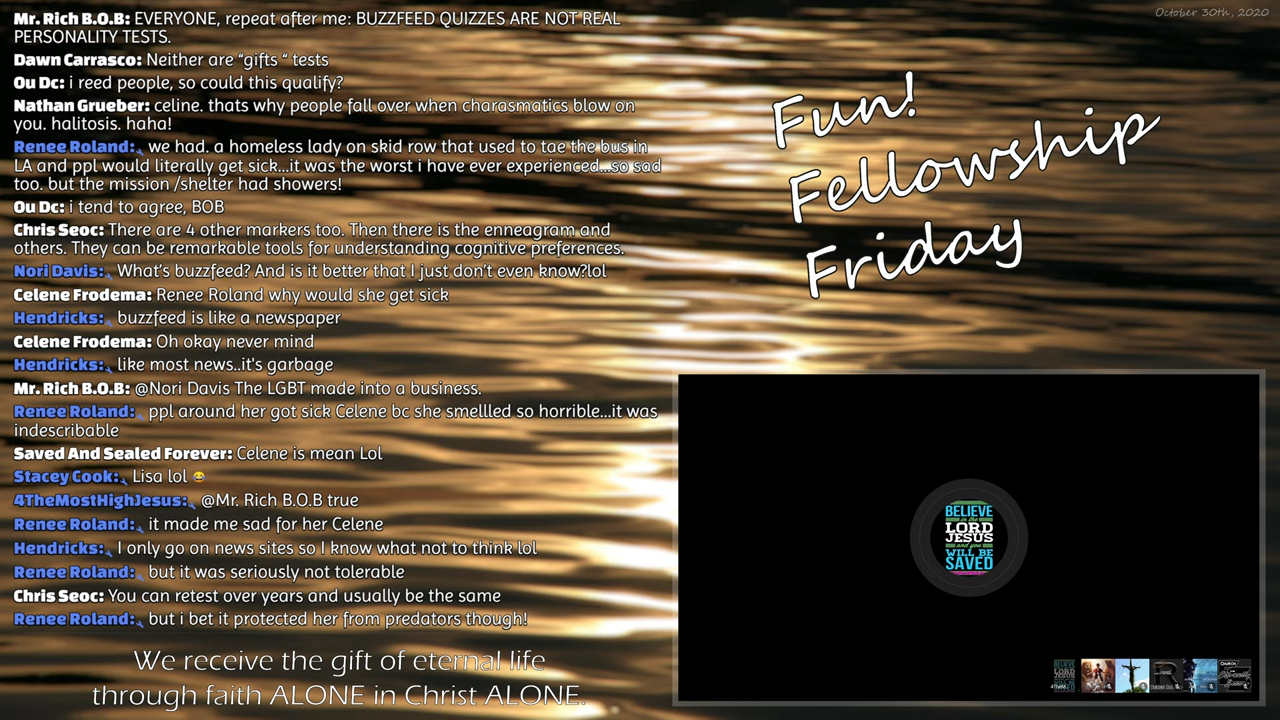 Mr. Rich B.O.B: EVERYONE, repeat after me: BUZZFEED QUIZZES ARE NOT REAL
PERSONALITY TESTS.
Dawn Carrasco: Neither are “gifts “ tests
Ou Dc: i reed people, so could this qualify?
Nathan Grueber: celine. thats why people fall over when charasmatics blow on
you. halitosis. haha!
Renee Roland: we had. a homeless lady on skid row that used to tae the bus in
LA and ppl would literally get sick...it was the worst i have ever experienced...so sad
too. but the mission /shelter had showers!
Ou Dc: i tend to agree, BOB
Chris Seoc: There are 4 other markers too. Then there is the enneagram and
others. They can be remarkable tools for understanding cognitive preferences.
Nori Davis: What’s buzzfeed? And is it better that I just don’t even know?lol
Celene Frodema: Renee Roland why would she get sick
Hendricks: buzzfeed is like a newspaper
Celene Frodema: Oh okay never mind
Hendricks: like most news..it's garbage
Mr. Rich B.O.B: @Nori Davis The LGBT made into a business.
Renee Roland: ppl around her got sick Celene bc she smellled so horrible...it was
indescribable
Saved And Sealed Forever: Celene is mean Lol
Stacey Cook: Lisa lol 😂
4TheMostHighJesus: @Mr. Rich B.O.B true
Renee Roland: it made me sad for her Celene
Hendricks: I only go on news sites so I know what not to think lol
Renee Roland: but it was seriously not tolerable
Chris Seoc: You can retest over years and usually be the same
Renee Roland: but i bet it protected her from predators though!
We receive the gift of eternal life
through faith ALONE in Christ ALONE.
October 30th, 2020
Fun!
Fellowship
Friday
BELIEVE
in the
LORD
JESUS
and you
WILL BE
SAVED
BELIEVE
LORD
JESUS
CHURCH